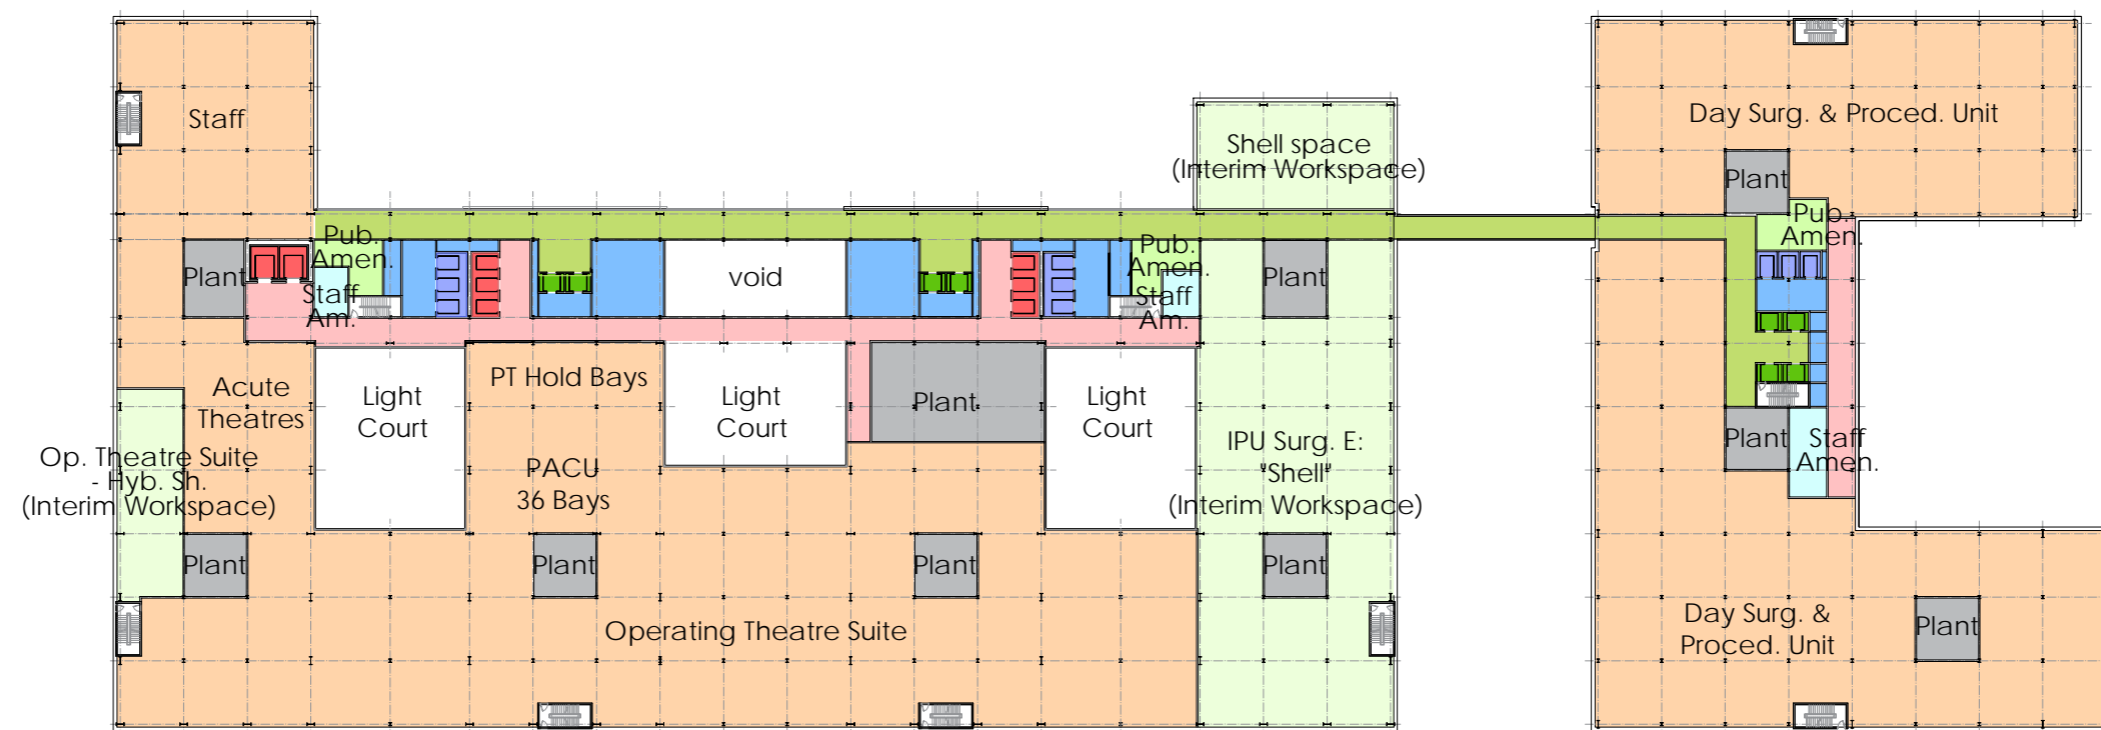 Staff
Shell space
(Interim Workspace)
Day Surg. & Proced. Unit
Plant
Pub.
Amen.
Pub.
Amen.
Plant
Staff
Am.
void
Pub.
Amen.
Staff
Am.
Plant
Acute
Theatres
Light
Court
PT Hold Bays
Light
Court
Plant
Light
Court
Op. Theatre Suite
- Hyb. Sh.
(Interim Workspace)
PACU
36 Bays
IPU Surg. E:
"Shell"
(Interim Workspace)
Plant
Staff
Amen.
Plant
Plant
Plant
Plant
Operating Theatre Suite
Day Surg. &
Proced. Unit
Plant